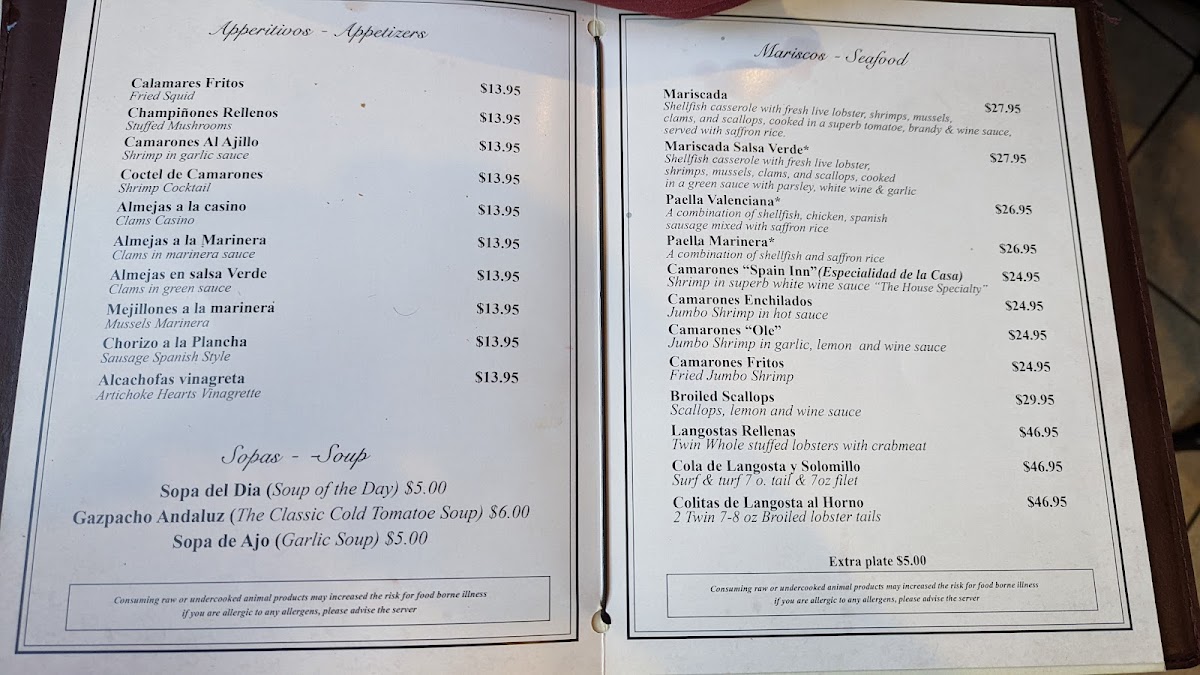 Apperitivos - Appetizers
Calamares Fritos $13.95
Fried Squid
Champiñones Rellenos $13.95
Stuffed Mushrooms
Camarones Al Ajillo $13.95
Shrimp in garlic sauce
Coctel de Camarones $13.95
Shrimp Cocktail
Almejas a la casino $13.95
Clams Casino
Almejas a la Marinera $13.95
Clams in marinera sauce
Almejas en salsa Verde $13.95
Clams in green sauce
Mejillones a la marinera $13.95
Mussels Marinera
Chorizo a la Plancha $13.95
Sausage Spanish Style
Alcachofas vinagreta $13.95
Artichoke Hearts Vinagrette
Sopas - Soup
Sopa del Dia (Soup of the Day) $5.00
Gazpacho Andaluz (The Classic Cold Tomatoe Soup) $6.00
Sopa de Ajo (Garlic Soup) $5.00
Consuming raw or undercooked animal products may increased the risk for food borne illness
if you are allergic to any allergens, please advise the server
Mariscos - Seafood
Mariscada $27.95
Shellfish casserole with fresh live lobster, shrimps, mussels,
clams, and scallops, cooked in a superb tomatoe, brandy & wine sauce,
served with saffron rice.
Mariscada Salsa Verde* $27.95
Shellfish casserole with fresh live lobster,
shrimps, mussels, clams, and scallops, cooked
in a green sauce with parsley, white wine & garlic
Paella Valenciana* $26.95
A combination of shellfish, chicken, spanish
sausage mixed with saffron rice
Paella Marinera* $26.95
A combination of shellfish and saffron rice
Camarones “Spain Inn”(Especialidad de la Casa) $24.95
Shrimp in superb white wine sauce “The House Specialty”
Camarones Enchilados $24.95
Jumbo Shrimp in hot sauce
Camarones “Ole” $24.95
Jumbo Shrimp in garlic, lemon and wine sauce
Camarones Fritos $24.95
Fried Jumbo Shrimp
Broiled Scallops $29.95
Scallops, lemon and wine sauce
Langostas Rellenas $46.95
Twin Whole stuffed lobsters with crabmeat
Cola de Langosta y Solomillo $46.95
Surf & turf 7 o. tail & 7oz filet
Colitas de Langosta al Horno $46.95
2 Twin 7-8 oz Broiled lobster tails
Extra plate $5.00
Consuming raw or undercooked animal products may increased the risk for food borne illness
if you are allergic to any allergens, please advise the server